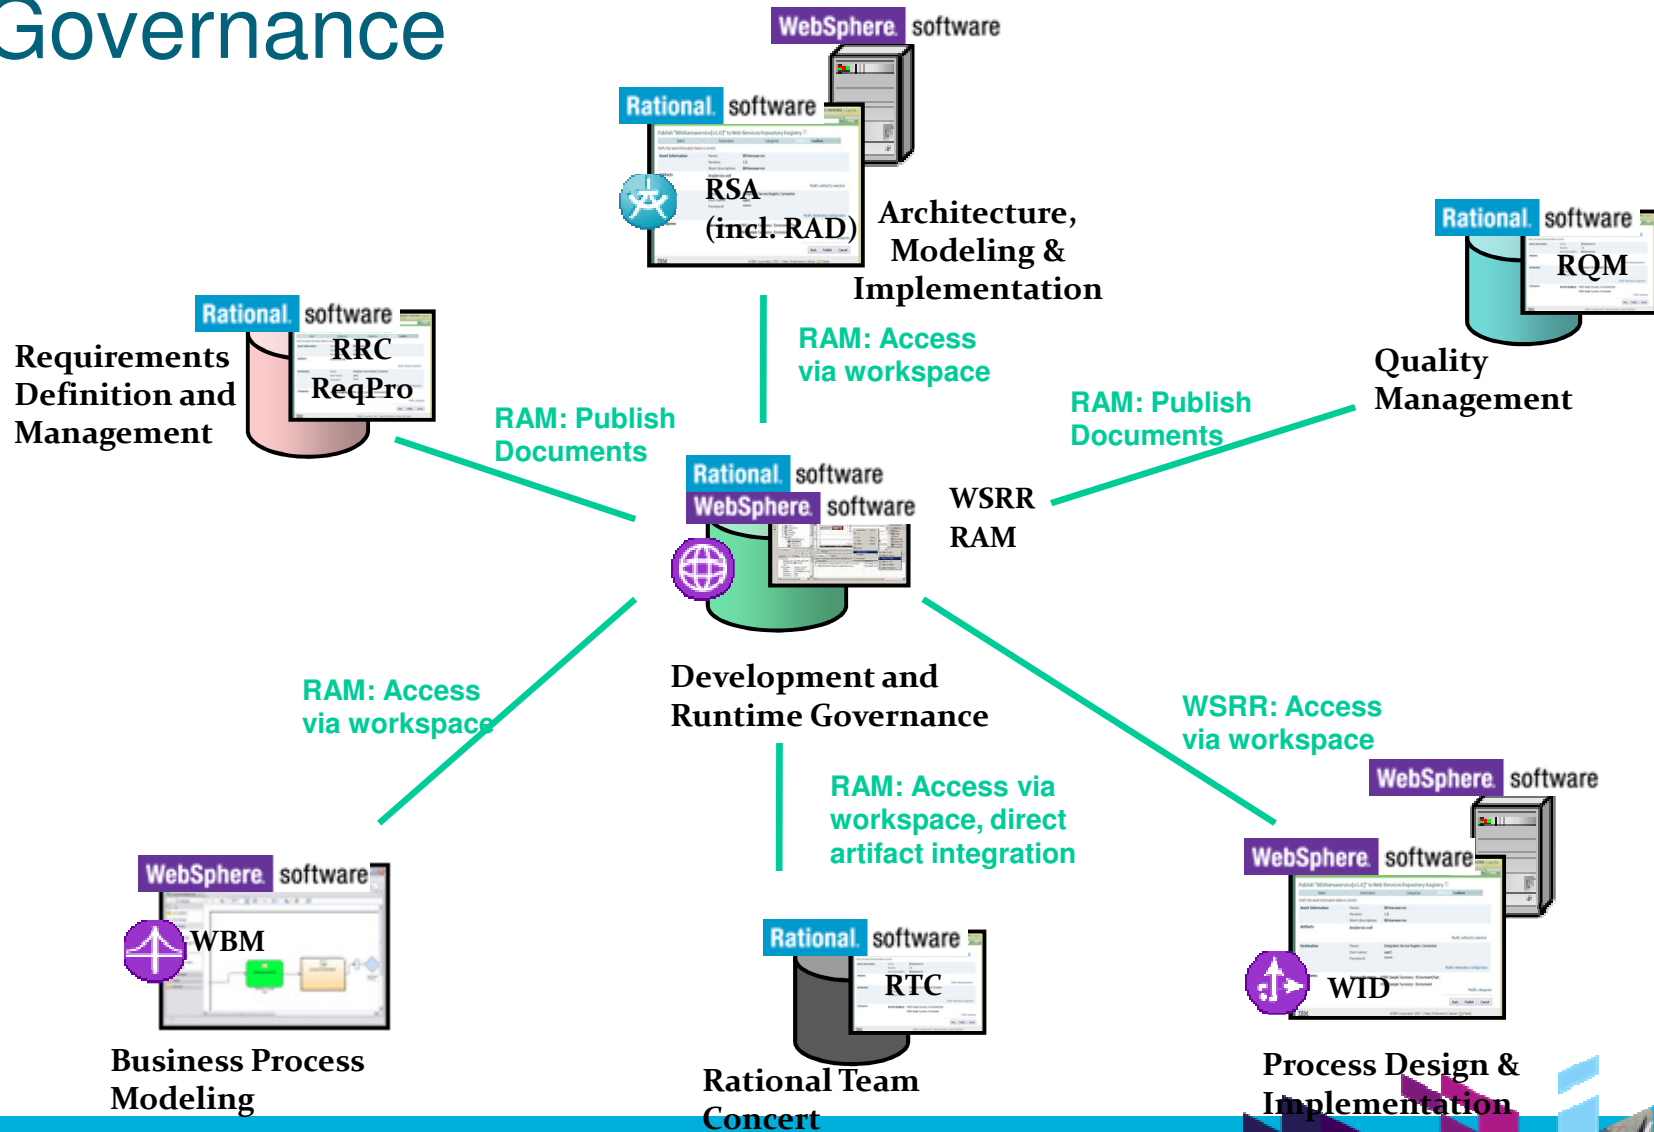 Governance
WebSphere. software
Rational. software
RSA
(incl. RAD)
Architecture,
Modeling &
Implementation
Rational. software
RQM
Quality
Management
Rational. software
RRC
ReqPro
Requirements
Definition and
Management
RAM: Access
via workspace
RAM: Publish
Documents
RAM: Publish
Documents
Rational. software
WebSphere. software
WSRR
RAM
Development and
Runtime Governance
RAM: Access
via workspace
WSRR: Access
via workspace
RAM: Access via
workspace, direct
artifact integration
WebSphere. software
WBM
Business Process
Modeling
Rational. software
RTC
Rational Team
Concert
WebSphere. software
WebSphere. software
WID
Process Design &
Implementation